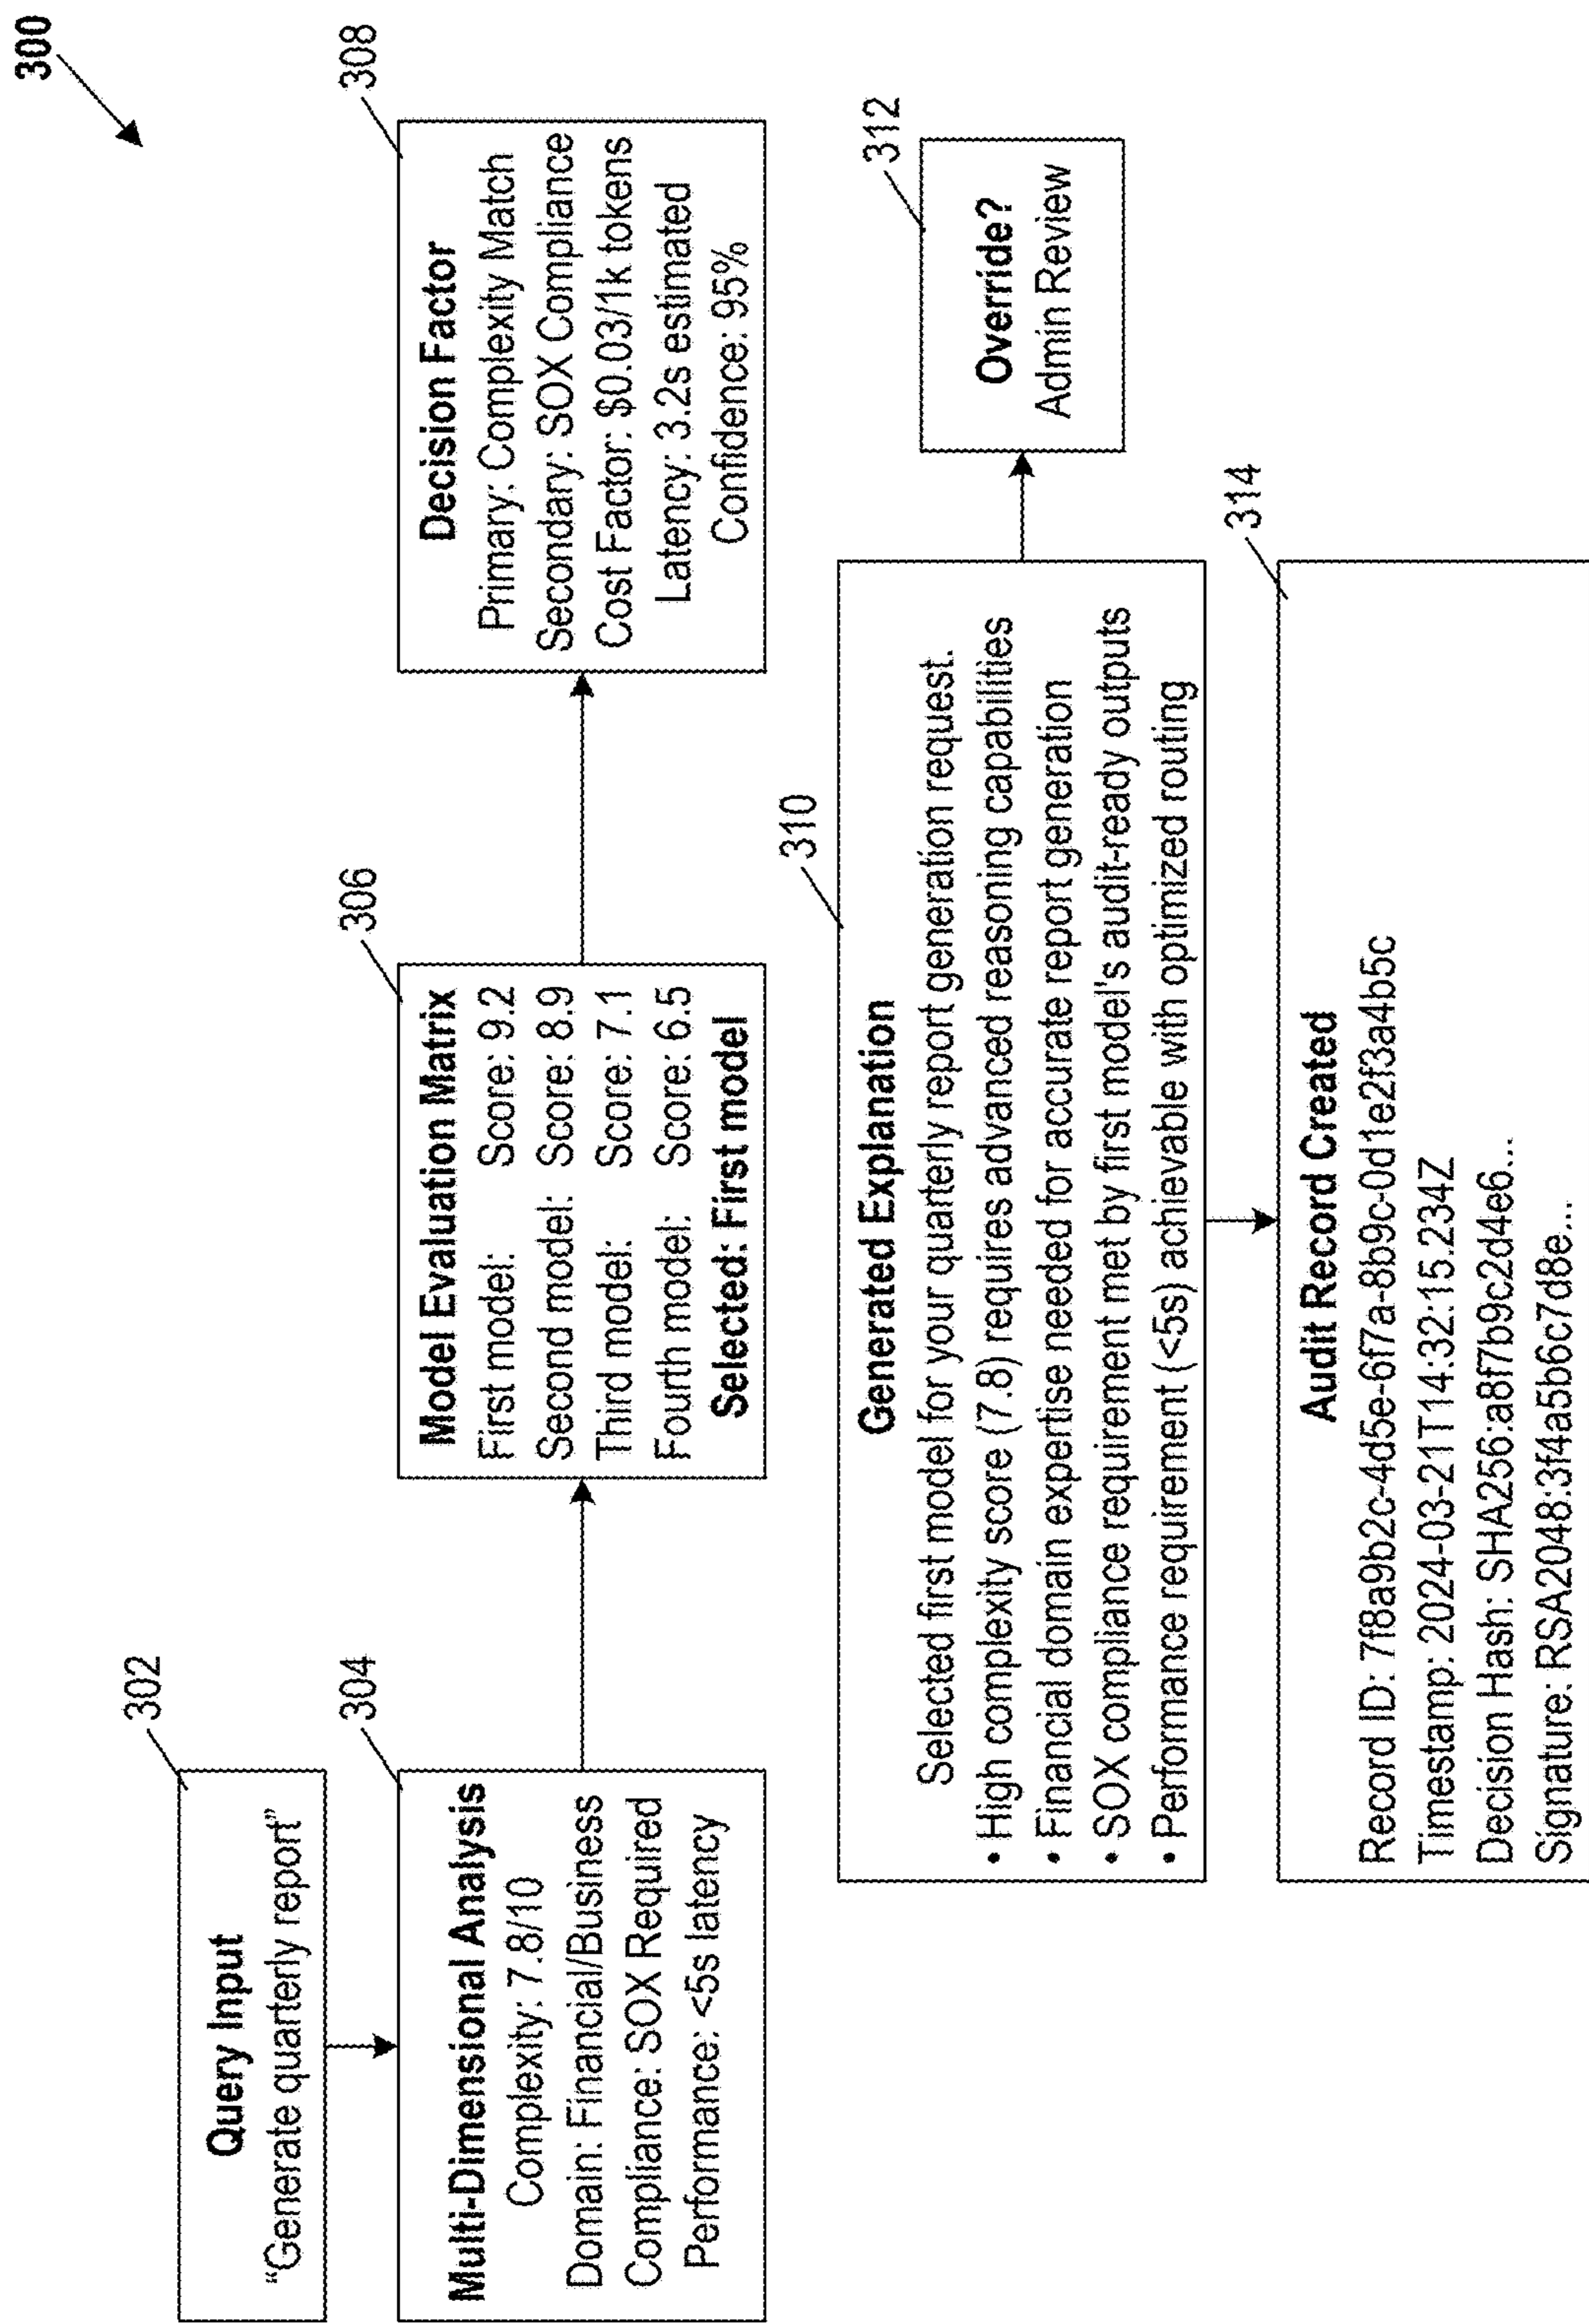 300
302
Query Input
“Generate quarterly report”
304
Multi-Dimensional Analysis
Complexity: 7.8/10
Domain: Financial/Business
Compliance: SOX Required
Performance: <5s latency
306
Model Evaluation Matrix
First model: Score: 9.2
Second model: Score: 8.9
Third model: Score: 7.1
Fourth model: Score: 6.5
Selected: First model
308
Decision Factor
Primary: Complexity Match
Secondary: SOX Compliance
Cost Factor: $0.03/1k tokens
Latency: 3.2s estimated
Confidence: 95%
310
Generated Explanation
Selected first model for your quarterly report generation request.
• High complexity score (7.8) requires advanced reasoning capabilities
• Financial domain expertise needed for accurate report generation
• SOX compliance requirement met by first model's audit-ready outputs
• Performance requirement (<5s) achievable with optimized routing
312
Override?
Admin Review
314
Audit Record Created
Record ID: 7f8a9b2c-4d5e-6f7a-8b9c-0d1e2f3a4b5c
Timestamp: 2024-03-21T14:32:15.234Z
Decision Hash: SHA256:a8f7b9c2d4e6...
Signature: RSA2048:3f4a5b6c7d8e...